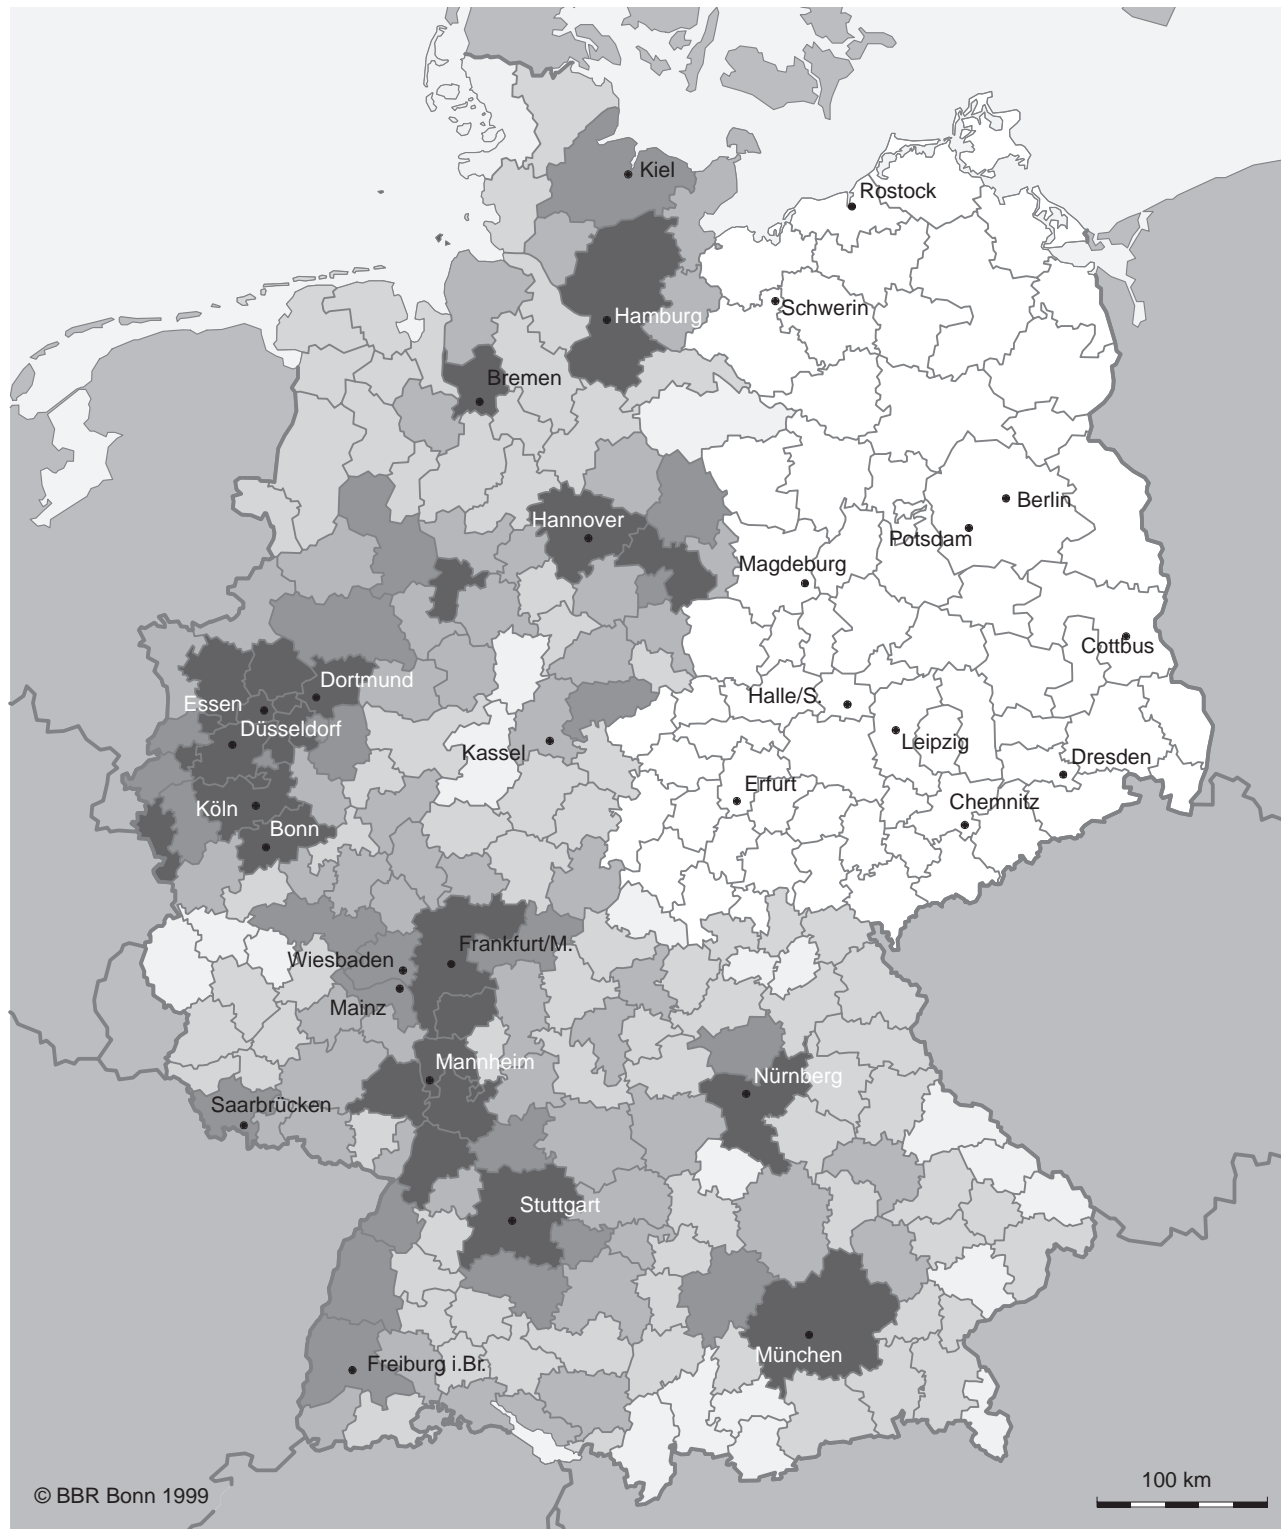 Kiel
Rostock
Schwerin
Hamburg
Bremen
Berlin
Hannover
Potsdam
Magdeburg
Cottbus
Dortmund
Halle/S.
Essen
Düsseldorf
Leipzig
Kassel
Dresden
Erfurt
Köln
Chemnitz
Bonn
Frankfurt/M.
Wiesbaden
Mainz
Mannheim
Nürnberg
Saarbrücken
Stuttgart
München
Freiburg i.Br.
100 km
© BBR Bonn 1999